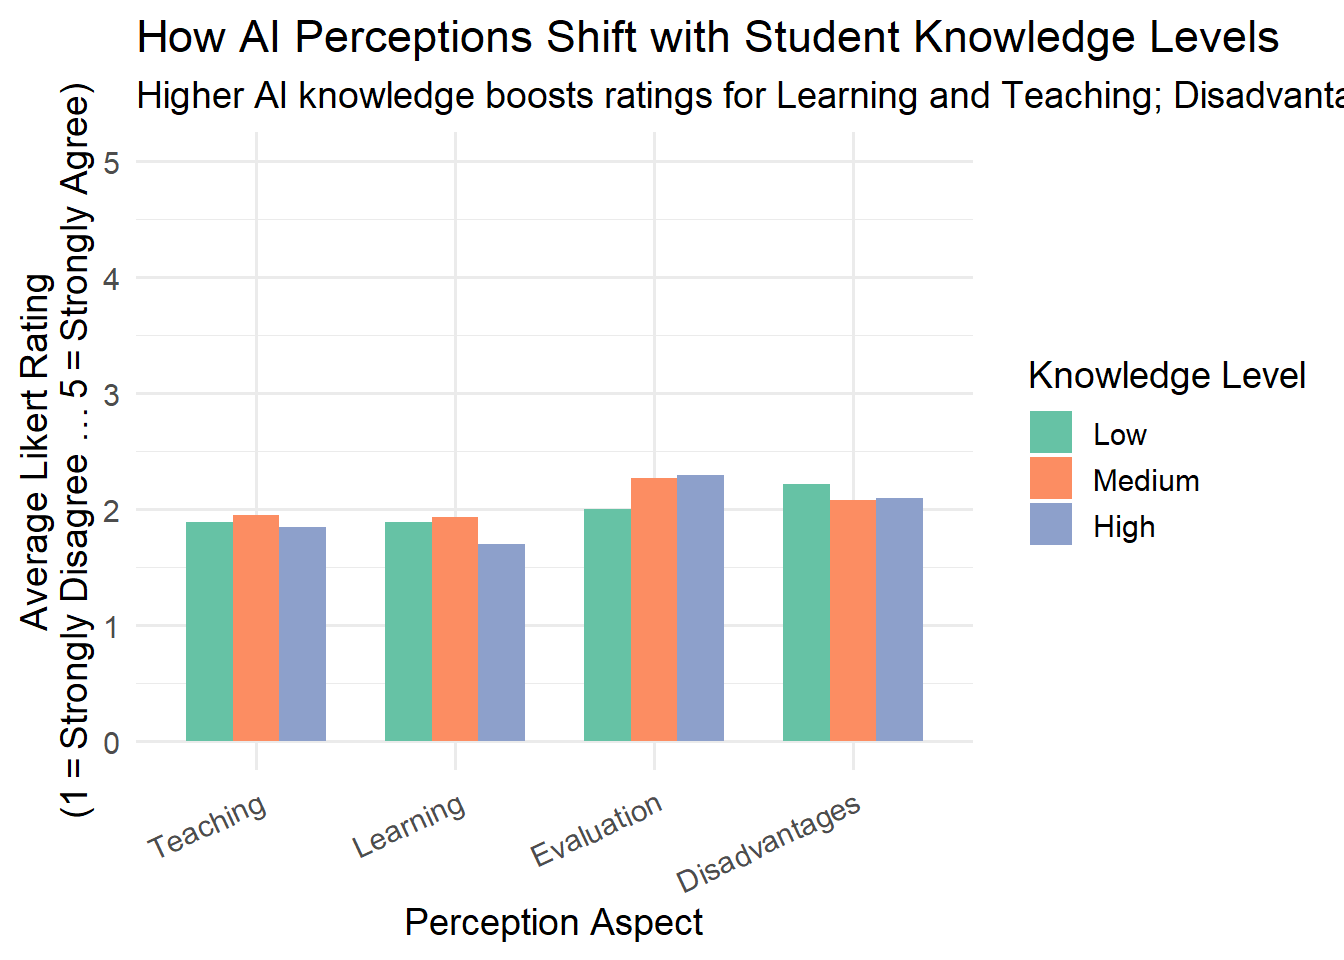 How AI Perceptions Shift with Student Knowledge Levels
Higher AI knowledge boosts ratings for Learning and Teaching; Disadvanta
Average Likert Rating
(1 = Strongly Disagree … 5 = Strongly Agree)
5
4
3
2
1
0
Teaching
Learning
Evaluation
Disadvantages
Perception Aspect
Knowledge Level
Low
Medium
High